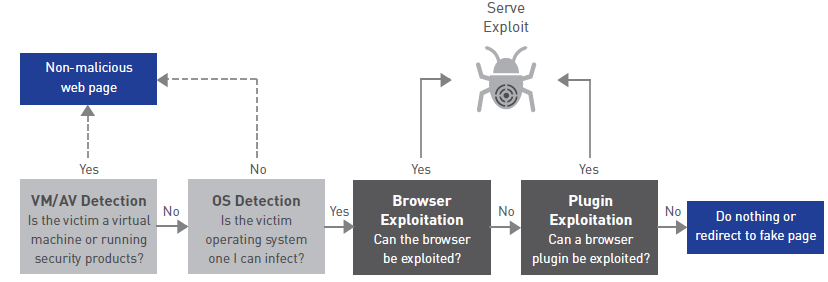 Serve
Exploit
Non-malicious
web page
Yes
No
Yes
Yes
VM/AV Detection
Is the victim a virtual
machine or running
security products?
No
OS Detection
Is the victim
operating system
one I can infect?
Yes
Browser
Exploitation
Can the browser
be exploited?
No
Plugin
Exploitation
Can a browser
plugin be exploited?
No
Do nothing or
redirect to fake page